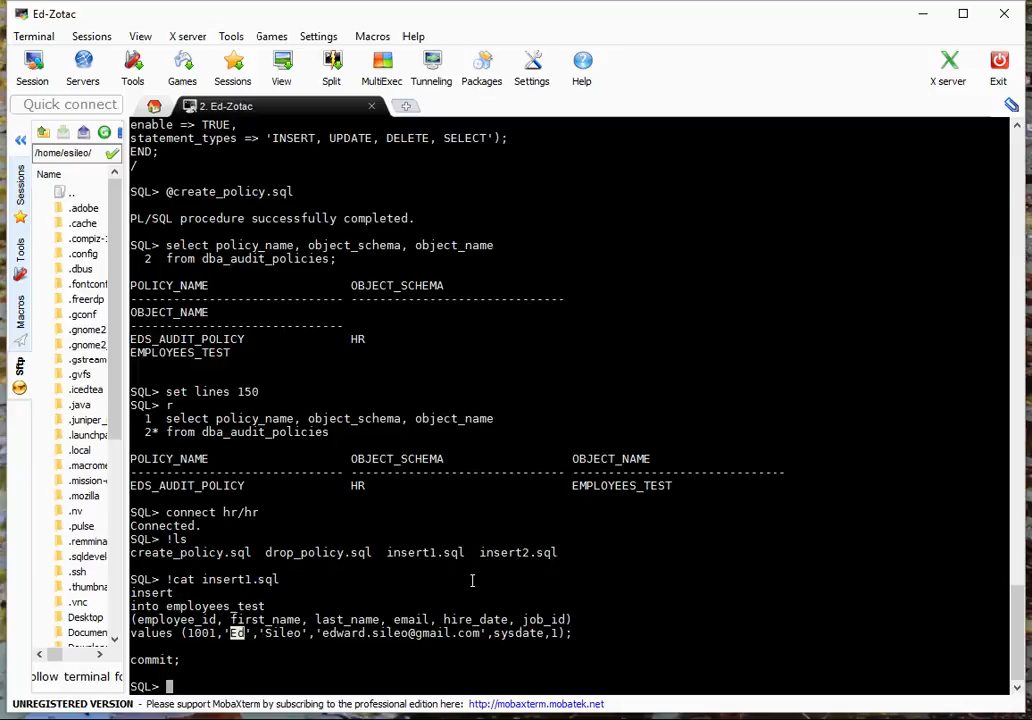 Ed-Zotac
Terminal Sessions View X server Tools Games Settings Macros Help
Session Servers Tools Games Sessions View Split MultiExec Tunneling Packages Settings Help X server Exit
Quick connect
2. Ed-Zotac
/home/esileo/
Name
..
.adobe
.cache
.compiz-1
.config
.dbus
.fontconf
.freerdp
.gconf
.gnome2
.gnome2_
.gstream
.gvfs
.icedtea
.java
.juniper_
.launchpa
.local
.macrome
.mission-
.mozilla
.nv
.pulse
.remmina
.sqldevel
.ssh
.thumbna
.vnc
Desktop
Documen
ollow terminal fo
Sessions
Tools
Macros
Sftp
enable => TRUE,
statement_types => 'INSERT, UPDATE, DELETE, SELECT');
END;
/
SQL> @create_policy.sql
PL/SQL procedure successfully completed.
SQL> select policy_name, object_schema, object_name
2 from dba_audit_policies;
POLICY_NAME OBJECT_SCHEMA
------------------------------ ------------------------------
OBJECT_NAME
------------------------------
EDS_AUDIT_POLICY HR
EMPLOYEES_TEST
SQL> set lines 150
SQL> r
1 select policy_name, object_schema, object_name
2* from dba_audit_policies
POLICY_NAME OBJECT_SCHEMA OBJECT_NAME
------------------------------ ------------------------------ ------------------------------
EDS_AUDIT_POLICY HR EMPLOYEES_TEST
SQL> connect hr/hr
Connected.
SQL> !ls
create_policy.sql drop_policy.sql insert1.sql insert2.sql
SQL> !cat insert1.sql
insert
into employees_test
(employee_id, first_name, last_name, email, hire_date, job_id)
values (1001,'Ed','Sileo','edward.sileo@gmail.com',sysdate,1);
commit;
SQL>
UNREGISTERED VERSION - Please support MobaXterm by subscribing to the professional edition here: http://mobaxterm.mobatek.net